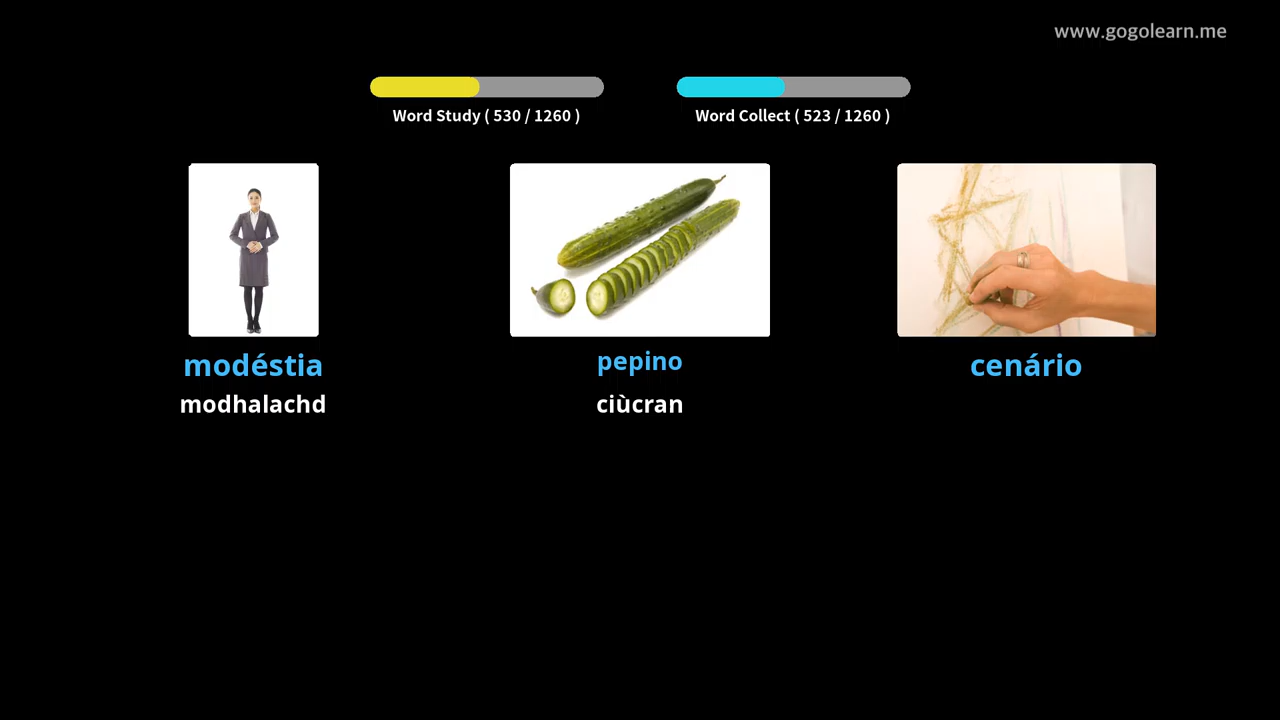 www.gogolearn.me
Word Study ( 530 / 1260 )
Word Collect ( 523 / 1260 )
modéstia
pepino
cenário
modhalachd
ciùcran